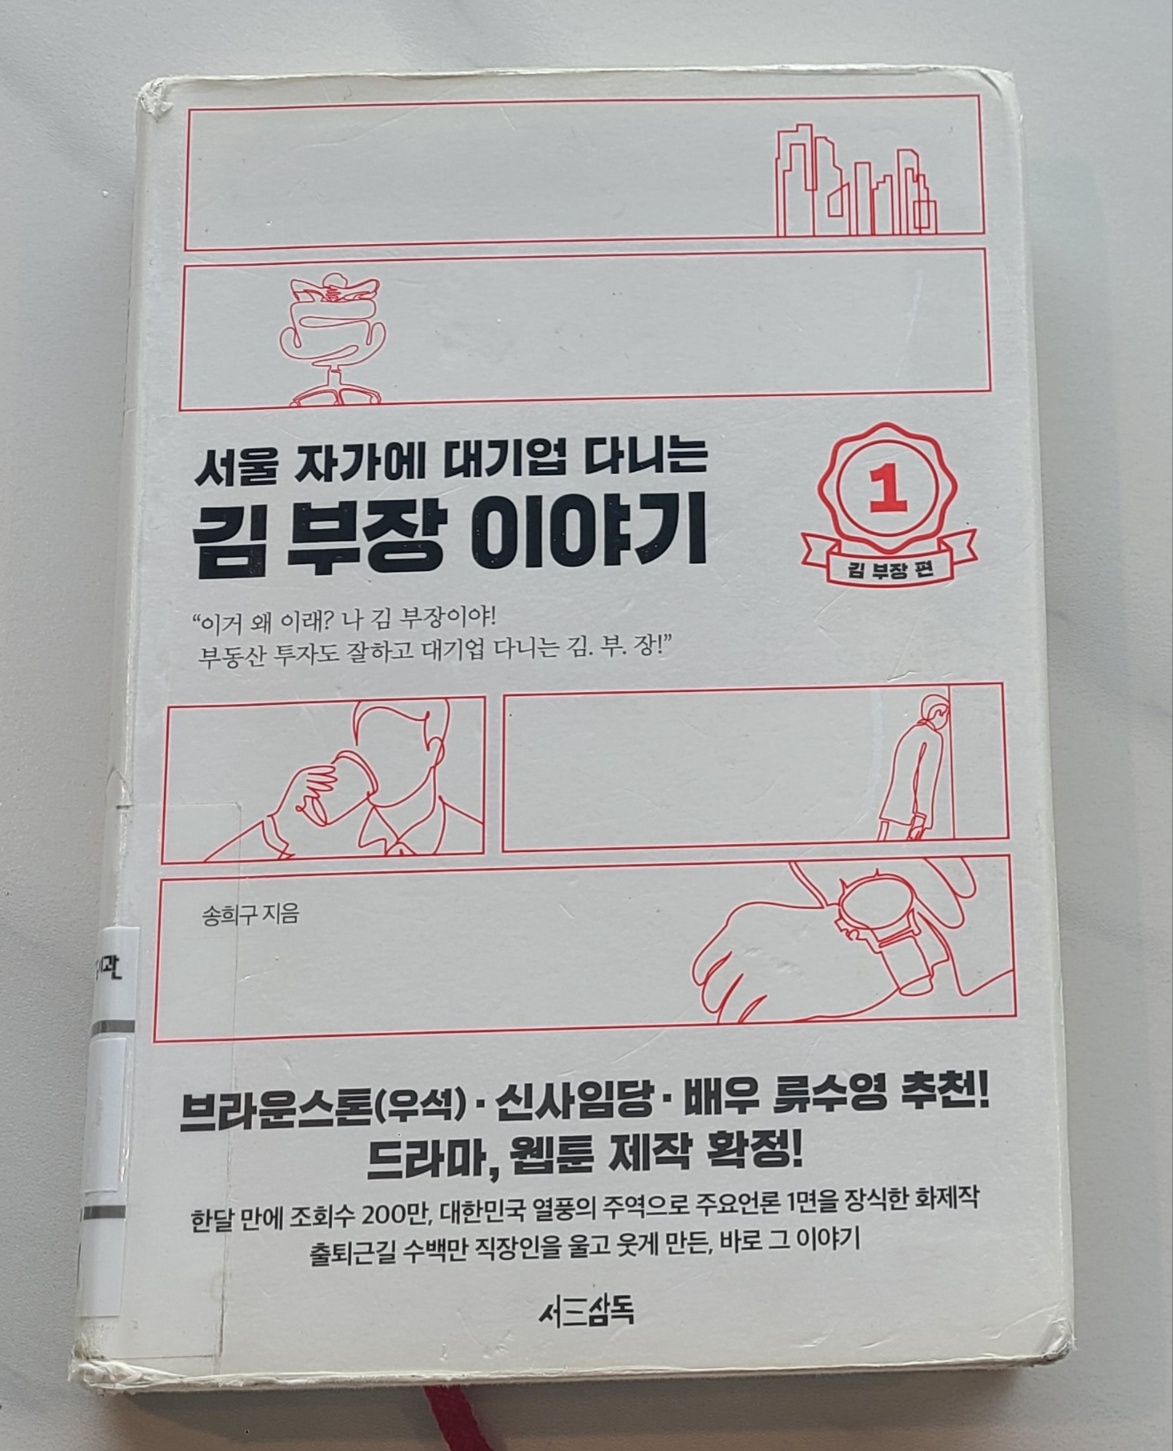 서울 자가에 대기업 다니는
김 부장 이야기
1
김 부장 편
“이거 왜 이래? 나 김 부장이야!
부동산 투자도 잘하고 대기업 다니는 김. 부. 장!”
송희구 지음
브라운스톤(우석)·신사임당·배우 류수영 추천!
드라마, 웹툰 제작 확정!
한달 만에 조회수 200만, 대한민국 열풍의 주역으로 주요언론 1면을 장식한 화제작
출퇴근길 수백만 직장인을 울고 웃게 만든, 바로 그 이야기
서삼독